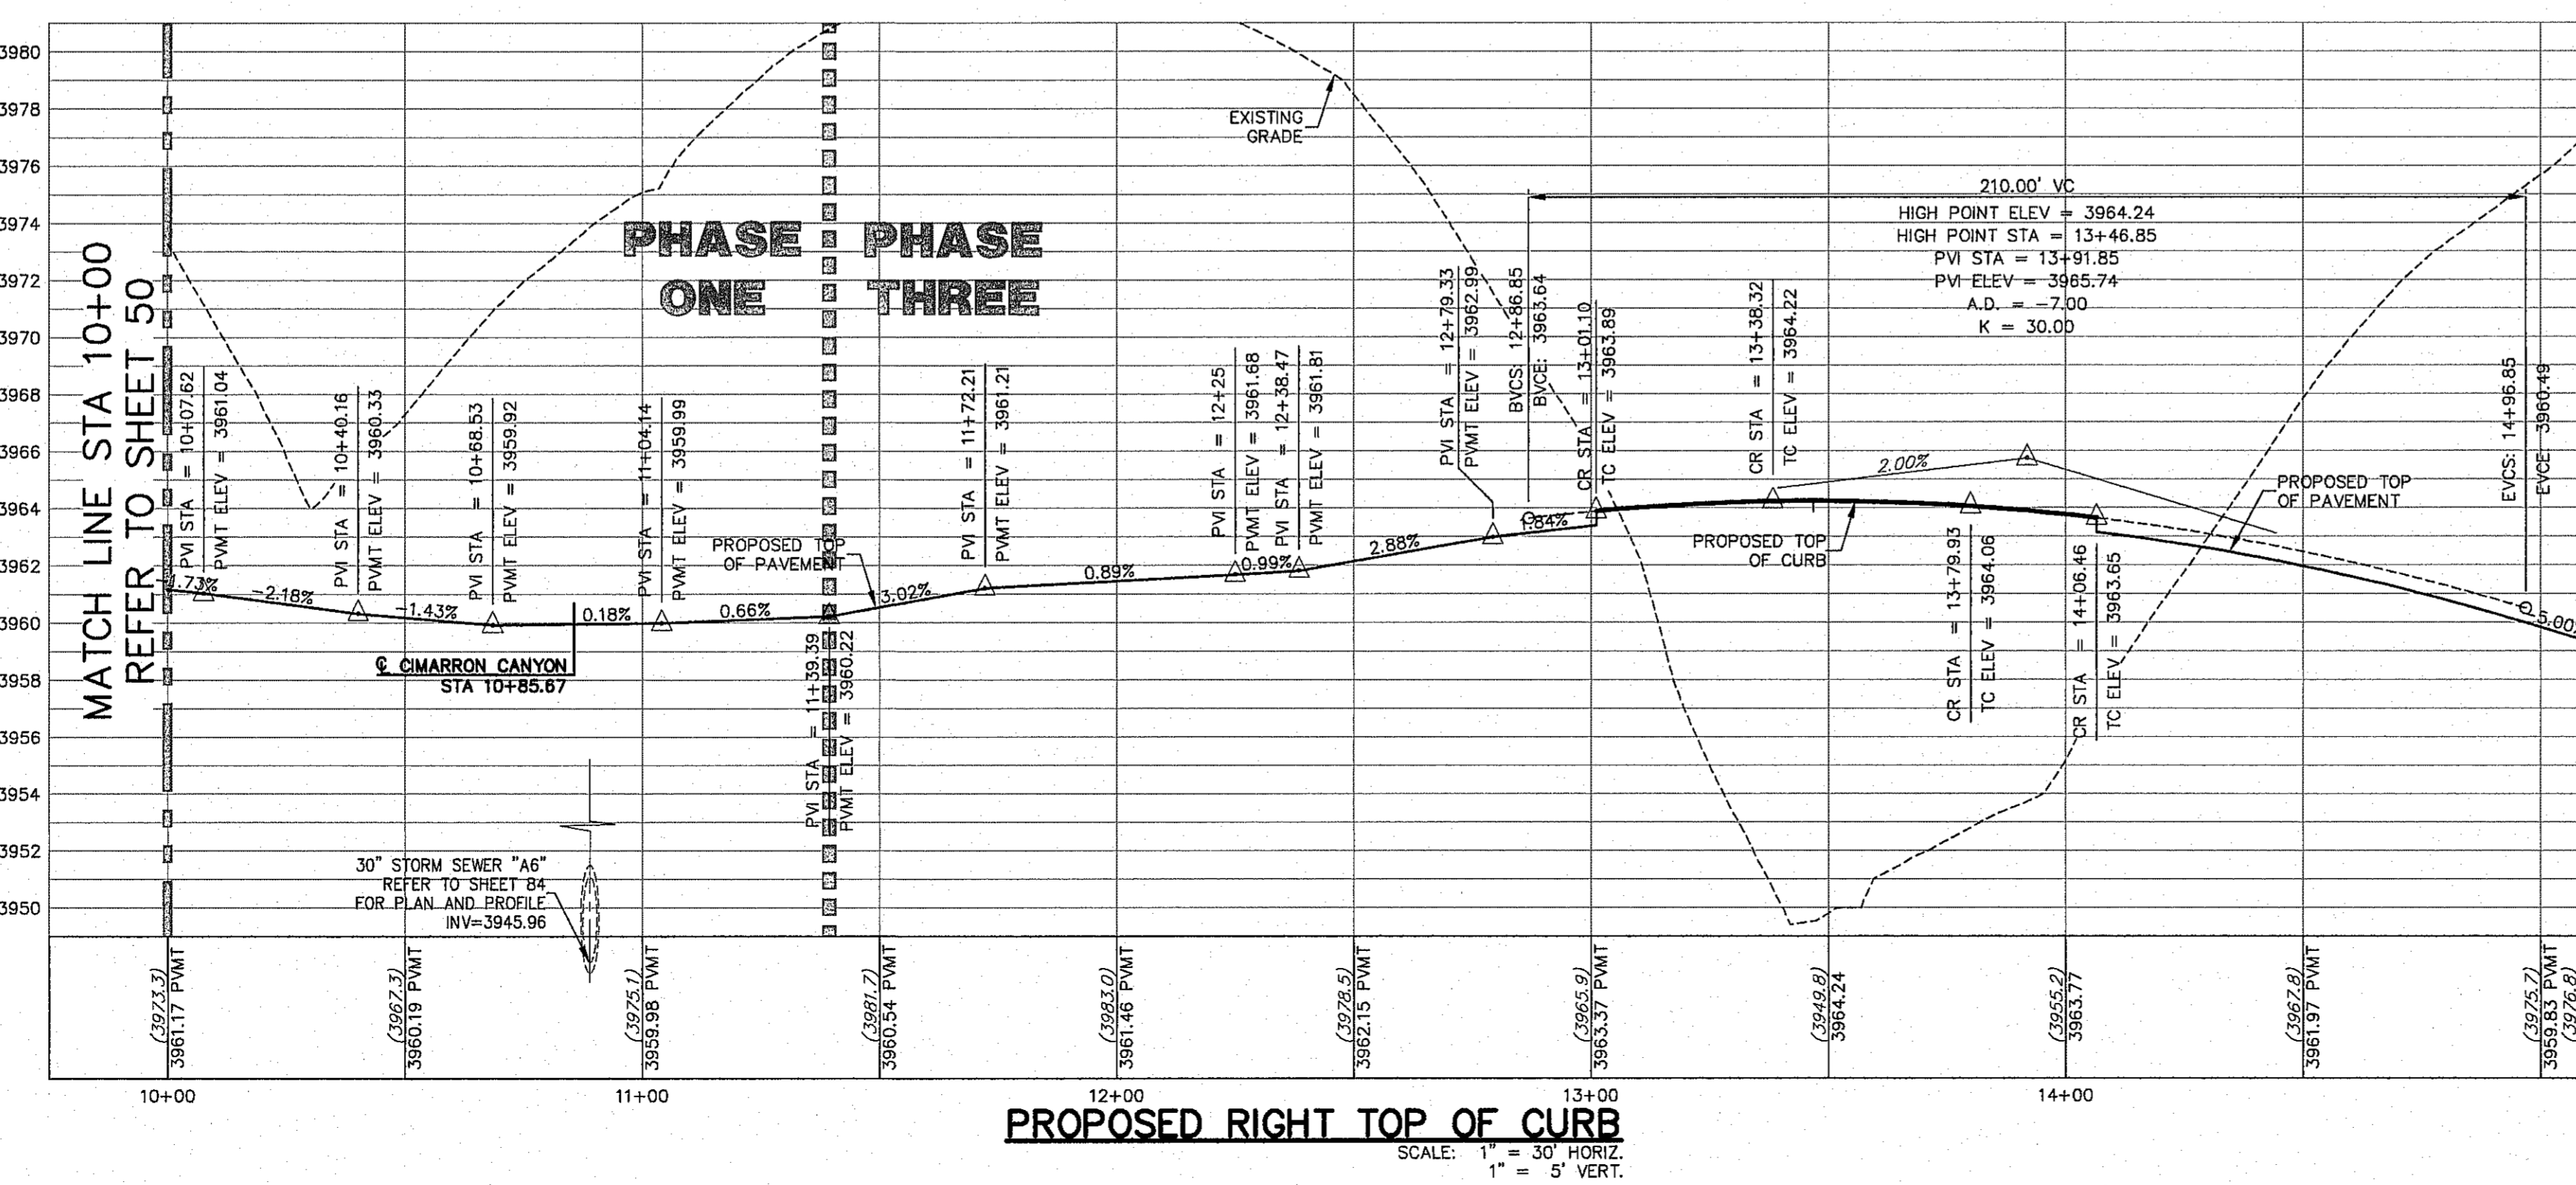 3980
3978
3976
3974
3972
3970
3968
3966
3964
3962
3960
3958
3956
3954
3952
3950
MATCH LINE STA 10+00
REFER TO SHEET 50
PVI STA = 10+07.62
PVMT ELEV = 3961.04
PVI STA = 10+40.16
PVMT ELEV = 3960.33
PVI STA = 10+68.53
PVMT ELEV = 3959.92
PVI STA = 11+04.14
PVMT ELEV = 3959.99
PHASE
ONE
PHASE
THREE
PVI STA = 11+39.39
PVMT ELEV = 3960.22
PVI STA = 11+72.21
PVMT ELEV = 3961.21
PVI STA = 12+25
PVMT ELEV = 3961.68
PVI STA = 12+38.47
PVMT ELEV = 3961.81
PVI STA = 12+79.33
PVMT ELEV = 3962.99
BVCS: 12+86.85
BVCE: 3963.64
CR STA = 13+01.10
TC ELEV = 3963.89
CR STA = 13+38.32
TC ELEV = 3964.22
CR STA = 13+79.93
TC ELEV = 3964.06
CR STA = 14+06.46
TC ELEV = 3963.65
EVCS: 14+96.85
EVCE: 3960.49
EXISTING
GRADE
210.00' VC
HIGH POINT ELEV = 3964.24
HIGH POINT STA = 13+46.85
PVI STA = 13+91.85
PVI ELEV = 3965.74
A.D. = -7.00
K = 30.00
1.73%
-2.18%
-1.43%
0.18%
0.66%
3.02%
0.89%
0.99%
2.88%
1.84%
2.00%
-5.00
PROPOSED TOP
OF PAVEMENT
PROPOSED TOP
OF CURB
PROPOSED TOP
OF PAVEMENT
℄ CIMARRON CANYON
STA 10+85.67
30" STORM SEWER "A6"
REFER TO SHEET 84
FOR PLAN AND PROFILE
INV=3945.96
(3973.3)
3961.17 PVMT
(3967.3)
3960.19 PVMT
(3975.1)
3959.98 PVMT
(3981.7)
3960.54 PVMT
(3983.0)
3961.46 PVMT
(3978.5)
3962.15 PVMT
(3965.9)
3963.37 PVMT
(3949.8)
3964.24
(3955.2)
3963.77
(3967.8)
3961.97 PVMT
(3975.7)
3959.83 PVMT
(3976.8)
10+00
11+00
12+00
13+00
14+00
PROPOSED RIGHT TOP OF CURB
SCALE: 1" = 30' HORIZ.
1" = 5' VERT.